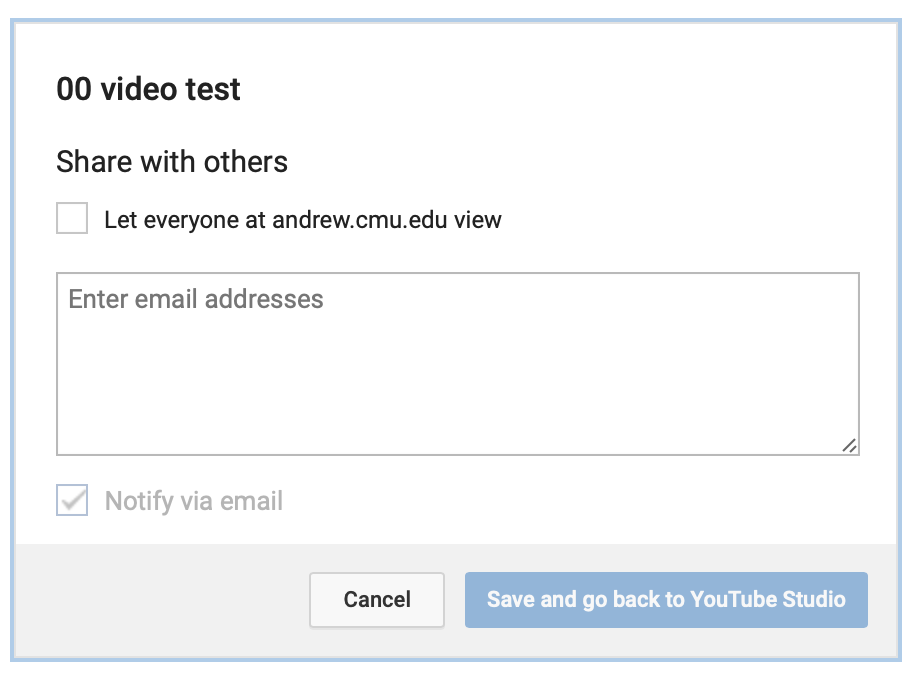 00 video test
Share with others
Let everyone at andrew.cmu.edu view
Enter email addresses
Notify via email
Cancel
Save and go back to YouTube Studio